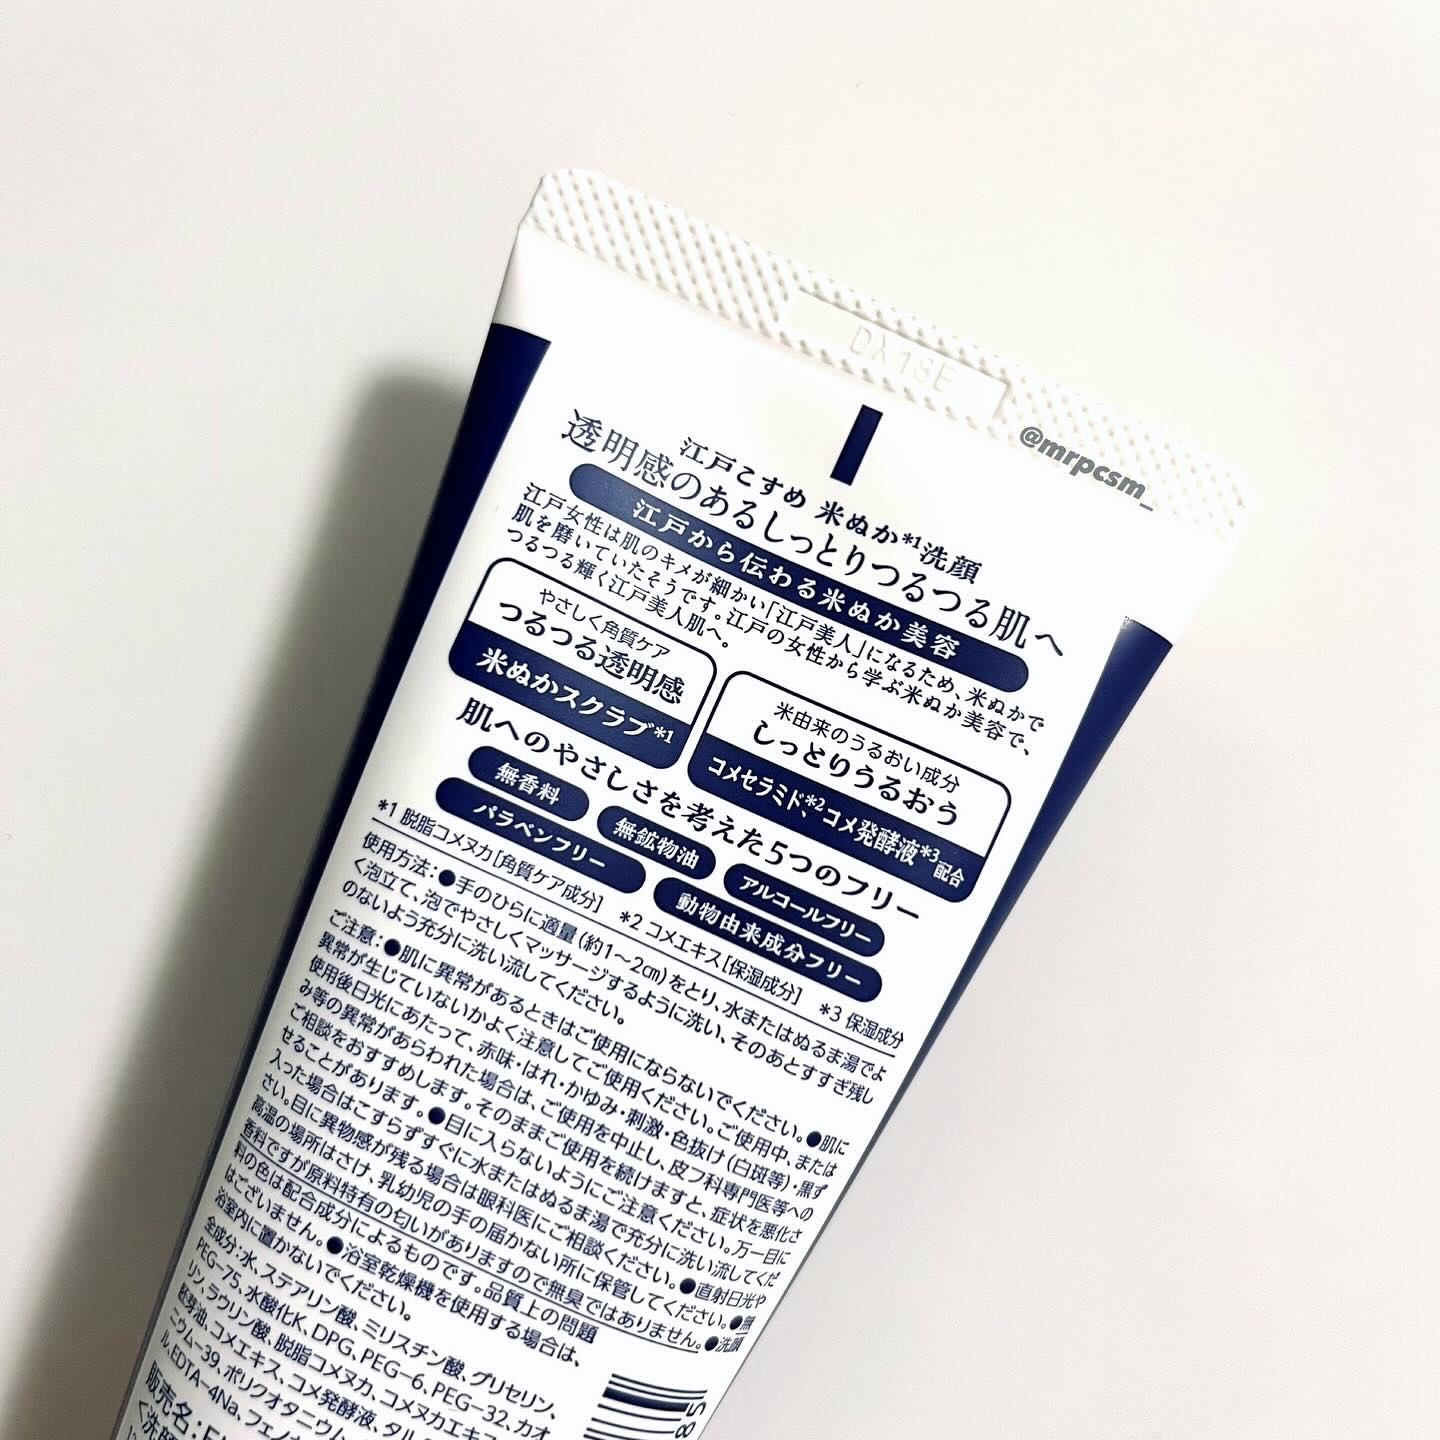 DY18E
@mrpcsm_
江戸こすめ 米ぬか*1洗顔
透明感のあるしっとりつるつる肌へ
江戸から伝わる米ぬか美容
江戸女性は肌のキメが細かい「江戸美人」になるため、米ぬかで
肌を磨いていたそうです。江戸の女性から学ぶ米ぬか美容で、
つるつる輝く江戸美人肌へ。
やさしく角質ケア
つるつる透明感
米ぬかスクラブ*1
米由来のうるおい成分
しっとりうるおう
コメセラミド*2、コメ発酵液*3配合
肌へのやさしさを考えた5つのフリー
無香料
無鉱物油
アルコールフリー
パラベンフリー
動物由来成分フリー
*1 脱脂コメヌカ[角質ケア成分] *2 コメエキス[保湿成分] *3 保湿成分
使用方法:●手のひらに適量(約1〜2cm)をとり、水またはぬるま湯でよ
く泡立て、泡でやさしくマッサージするように洗い、そのあとすすぎ残し
のないよう充分に洗い流してください。
ご注意:●肌に異常があるときはご使用にならないでください。●肌に
異常が生じていないかよく注意してご使用ください。ご使用中、または
使用後日光にあたって、赤味・はれ・かゆみ・刺激・色抜け(白斑等)・黒ず
み等の異常があらわれた場合は、ご使用を中止し、皮フ科専門医等への
ご相談をおすすめします。そのままご使用を続けますと、症状を悪化さ
せることがあります。●目に入らないようにご注意ください。万一目に
入った場合はこすらずすぐに水またはぬるま湯で充分に洗い流してくだ
さい。目に異物感が残る場合は眼科医にご相談ください。●直射日光や
高温の場所はさけ、乳幼児の手の届かない所に保管してください。●無
香料ですが原料特有の匂いがありますので無臭ではありません。●洗顔
料の色は配合成分によるものです。品質上の問題
はございません。●浴室乾燥機を使用する場合は、
浴室内に置かないでください。
全成分:水、ステアリン酸、ミリスチン酸、グリセリン、
PEG-75、水酸化K、DPG、PEG-6、PEG-32、カオ
リン、ラウリン酸、脱脂コメヌカ、コメヌカエキス
胚芽油、コメエキス、コメ発酵液、タル
ニウム-39、ポリクオタニウム
ル、EDTA-4Na、フェノ
販売名:E
<洗顔